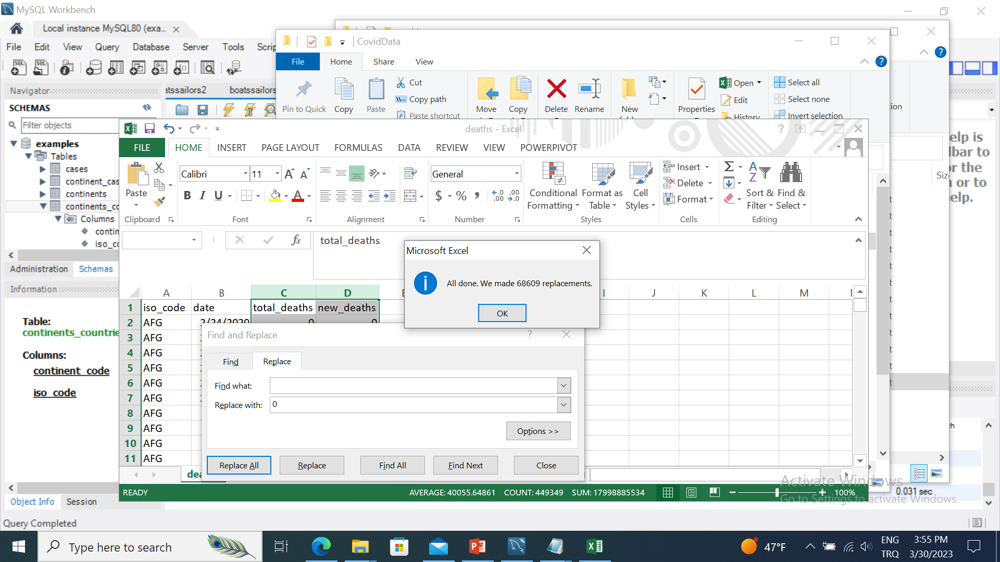 MySQL Workbench
Local instance MySQL80 (exa...
File Edit View Query Database Server Tools
Navigator
SCHEMAS
Filter objects
examples
Tables
cases
continents
Columns
Administration Schemas
Information
Table:
Columns:
continent_code
iso_code
Object Info Session
Query Completed
boatssailors
CovidData
File Home Share View
Pin to Quick
Copy
Paste
Cut
Copy path
Paste shortcut
Move
Copy
Delete
Rename
New
Properties
Open
Edit
History
Select all
Select none
Invert selection
elp is
lbar to
or the
or to
elp.
deaths - Excel
FILE HOME INSERT PAGE LAYOUT FORMULAS DATA REVIEW VIEW POWERPIVOT
Paste
Clipboard
Calibri 11
B I U
Font
Alignment
General
$ % ,
Number
Conditional
Formatting
Format as
Table
Cell
Styles
Styles
Insert
Delete
Format
Cells
Sort &
Filter
Find &
Select
Editing
fx
total_deaths
A B C D J K L M
1 iso_code date total_deaths new_deaths
2 AFG 2/24/2020 0 0
3 AFG
4 AFG
5 AFG
6 AFG
7 AFG
8 AFG
9 AFG
10 AFG
11 AFG
Microsoft Excel
All done. We made 68609 replacements.
OK
Find and Replace
Find Replace
Find what:
Replace with: 0
Options >>
Replace All Replace Find All Find Next Close
READY AVERAGE: 40055.64861 COUNT: 449349 SUM: 17998885534 100%
Activate Windows
Go to Settings to activate Windows.
0.031 sec
Type here to search
47°F
ENG
TRQ
3:55 PM
3/30/2023